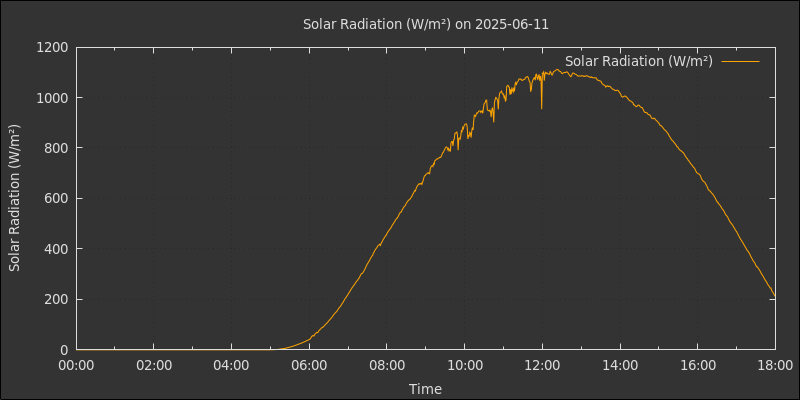 Solar Radiation (W/m²) on 2025-06-11
Solar Radiation (W/m²)
Solar Radiation (W/m²)
1200
1000
800
600
400
200
0
00:00 02:00 04:00 06:00 08:00 10:00 12:00 14:00 16:00 18:00
Time